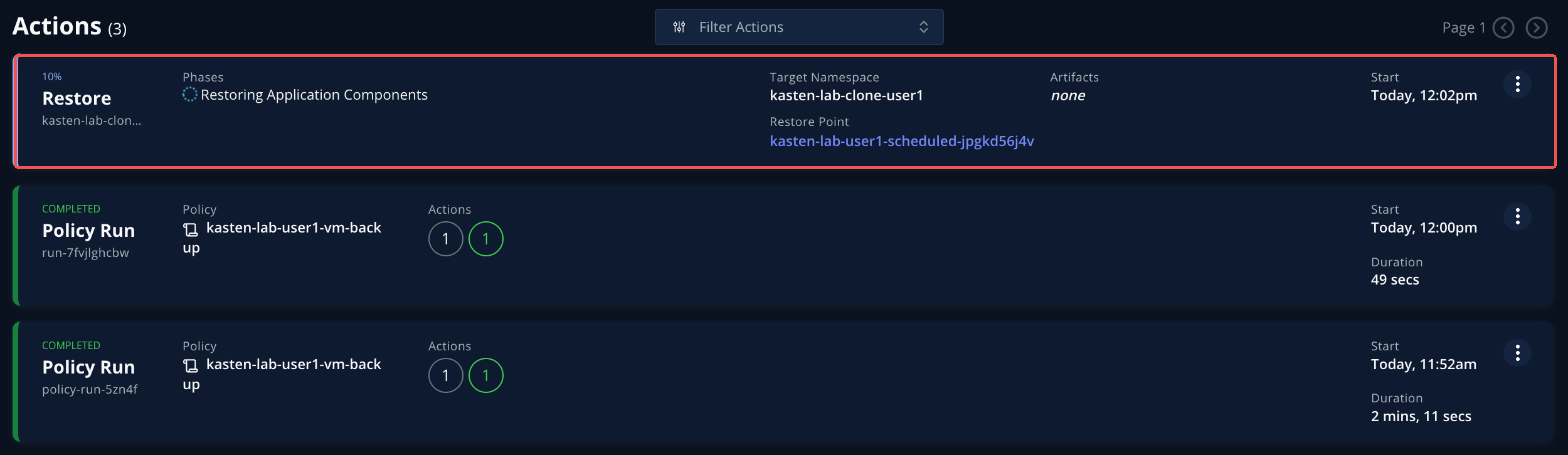 Actions (3)
Filter Actions
Page 1
10%
Restore
kasten-lab-clon...
Phases
Restoring Application Components
Target Namespace
kasten-lab-clone-user1
Restore Point
kasten-lab-user1-scheduled-jpgkd56j4v
Artifacts
none
Start
Today, 12:02pm
COMPLETED
Policy Run
run-7fvjlghcbw
Policy
kasten-lab-user1-vm-back
up
Actions
1 1
Start
Today, 12:00pm
Duration
49 secs
COMPLETED
Policy Run
policy-run-5zn4f
Policy
kasten-lab-user1-vm-back
up
Actions
1 1
Start
Today, 11:52am
Duration
2 mins, 11 secs